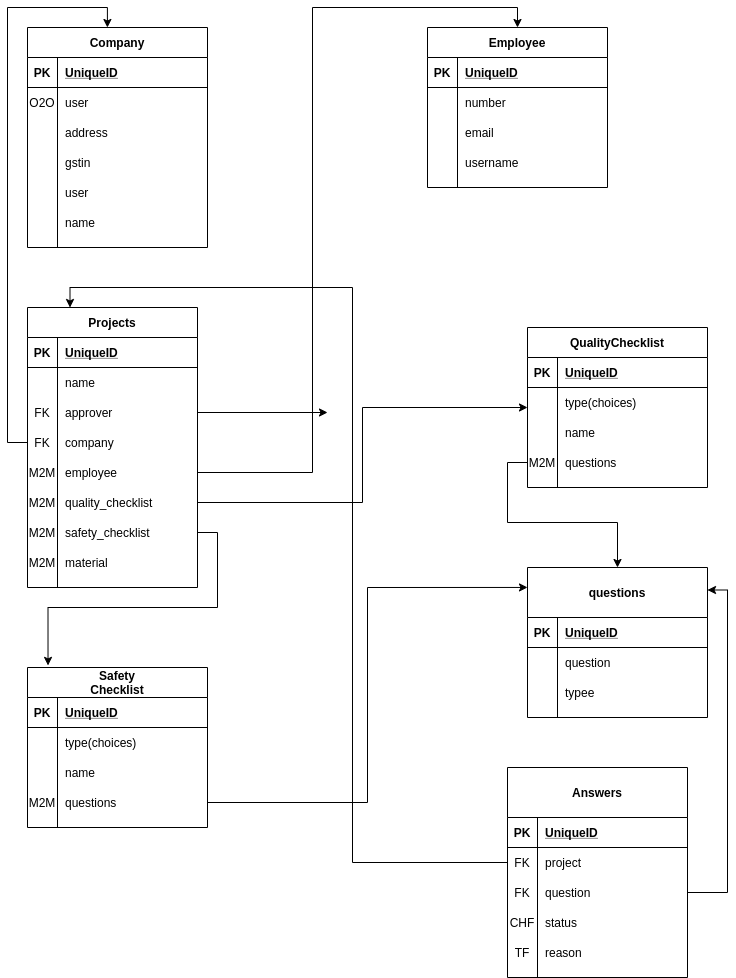 Company
PK UniqueID
O2O user
address
gstin
user
name
Employee
PK UniqueID
number
email
username
Projects
PK UniqueID
name
FK approver
FK company
M2M employee
M2M quality_checklist
M2M safety_checklist
M2M material
QualityChecklist
PK UniqueID
type(choices)
name
M2M questions
questions
PK UniqueID
question
typee
Safety
Checklist
PK UniqueID
type(choices)
name
M2M questions
Answers
PK UniqueID
FK project
FK question
CHF status
TF reason